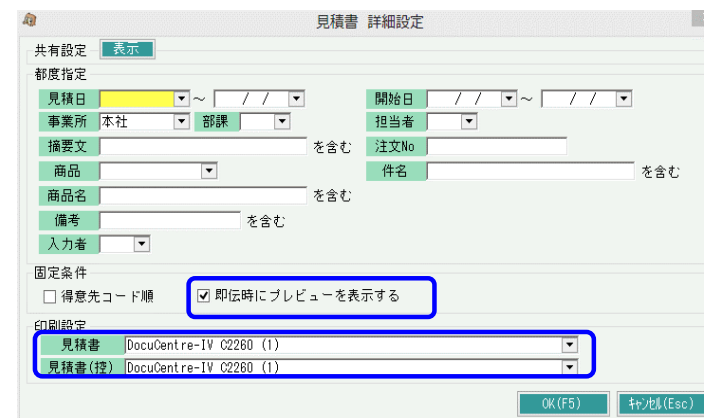 見積書 詳細設定
共有設定 表示
都度指定
見積日 ～ / / 開始日 / / ～ / /
事業所 本社 部課 担当者
摘要文 を含む 注文No
商品 件名 を含む
商品名 を含む
備考 を含む
入力者
固定条件
得意先コード順 即伝時にプレビューを表示する
印刷設定
見積書 DocuCentre-IV C2260 (1)
見積書(控) DocuCentre-IV C2260 (1)
OK(F5) ｷｬﾝｾﾙ(Esc)